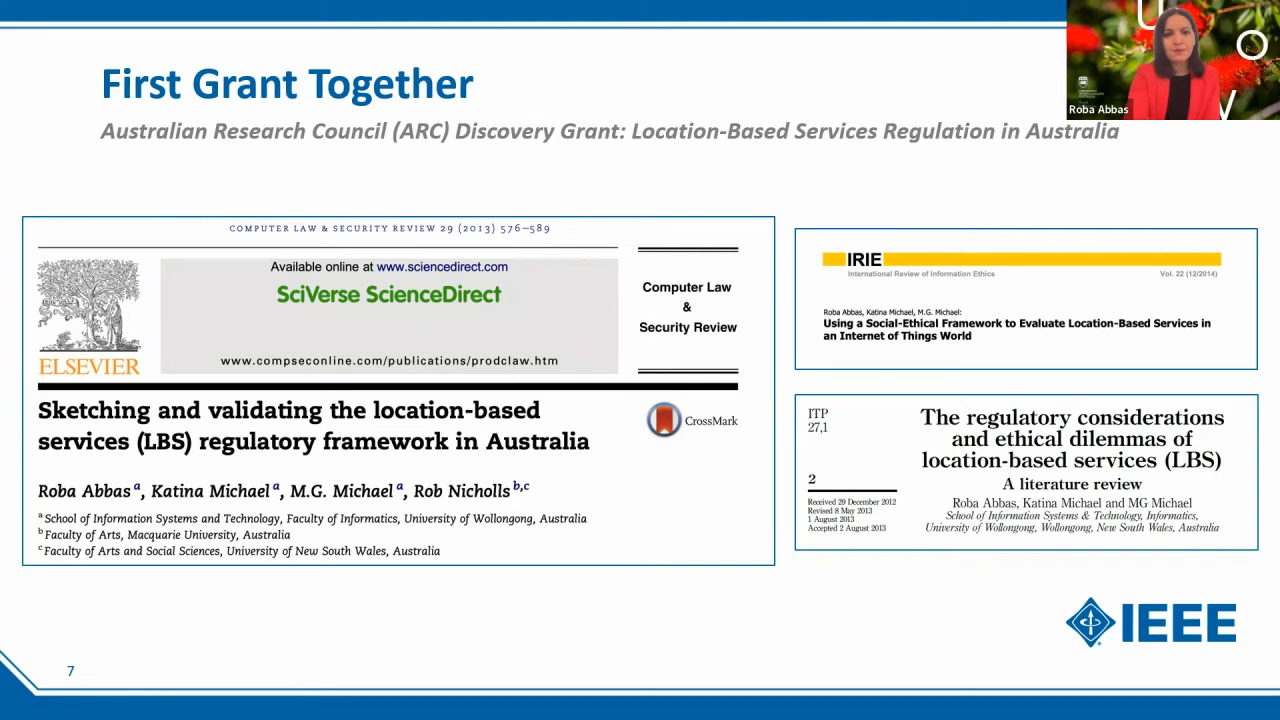 First Grant Together
Australian Research Council (ARC) Discovery Grant: Location-Based Services Regulation in Australia
U
O
W
Roba Abbas
COMPUTER LAW & SECURITY REVIEW 29 (2013) 576–589
Available online at www.sciencedirect.com
SciVerse ScienceDirect
www.compseconline.com/publications/prodclaw.htm
ELSEVIER
Computer Law
&
Security Review
Sketching and validating the location-based
services (LBS) regulatory framework in Australia
CrossMark
Roba Abbas a, Katina Michael a, M.G. Michael a, Rob Nicholls b,c
a School of Information Systems and Technology, Faculty of Informatics, University of Wollongong, Australia
b Faculty of Arts, Macquarie University, Australia
c Faculty of Arts and Social Sciences, University of New South Wales, Australia
IRIE
International Review of Information Ethics Vol. 22 (12/2014)
Roba Abbas, Katina Michael, M.G. Michael:
Using a Social-Ethical Framework to Evaluate Location-Based Services in
an Internet of Things World
ITP
27,1
2
Received 29 December 2012
Revised 8 May 2013
1 August 2013
Accepted 2 August 2013
The regulatory considerations
and ethical dilemmas of
location-based services (LBS)
A literature review
Roba Abbas, Katina Michael and MG Michael
School of Information Systems & Technology, Informatics,
University of Wollongong, Wollongong, New South Wales, Australia
IEEE
7